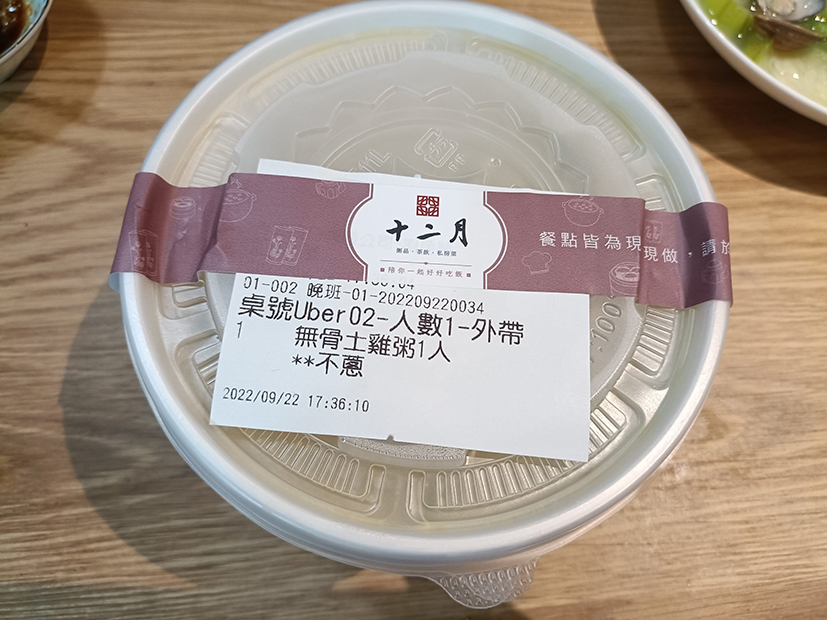 十二月
粥品・茶飲・私房菜
陪你一起好好吃飯
餐點皆為現現做，請於
01-002 晚班-01-202209220034
桌號Uber02-人數1-外帶
1 無骨土雞粥1人
**不蔥
2022/09/22 17:36:10
100